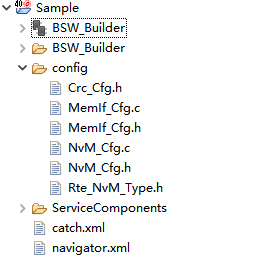 Sample
BSW_Builder
BSW_Builder
config
Crc_Cfg.h
MemIf_Cfg.c
MemIf_Cfg.h
NvM_Cfg.c
NvM_Cfg.h
Rte_NvM_Type.h
ServiceComponents
catch.xml
navigator.xml